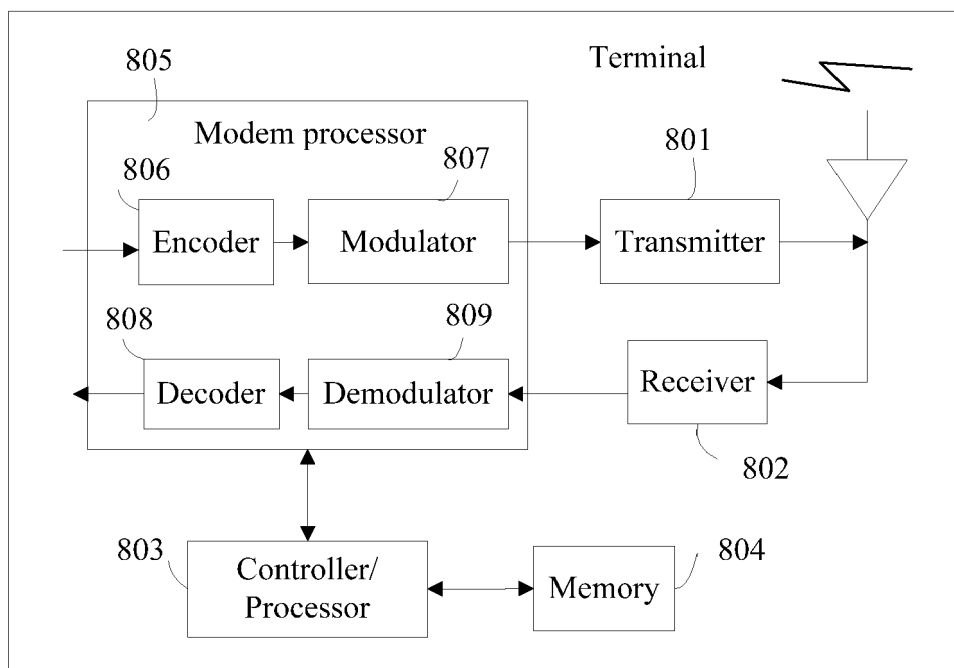 805
Terminal
Modem processor
806
807
801
Encoder
Modulator
Transmitter
808
809
Decoder
Demodulator
Receiver
802
803
804
Controller/
Processor
Memory